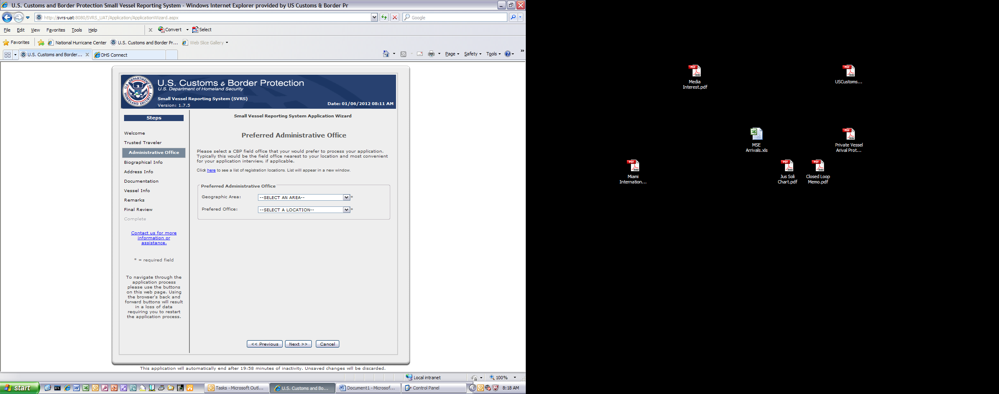 U.S. Customs and Border Protection Small Vessel Reporting System - Windows Internet Explorer provided by US Customs & Border Pr
http://svrs-uat:8080/SVRS_UAT/Application/ApplicationWizard.aspx
Google
File Edit View Favorites Tools Help
x Convert Select
Favorites National Hurricane Center U.S. Customs and Border Pr... Web Slice Gallery
U.S. Customs and Border... X DHS Connect
Page Safety Tools »
U.S. Customs & Border Protection
U.S. Department of Homeland Security
Small Vessel Reporting System (SVRS)
Version: 1.7.5
Date: 01/06/2012 08:11 AM
Steps
Welcome
Trusted Traveler
Administrative Office
Biographical Info
Address Info
Documentation
Vessel Info
Remarks
Final Review
Complete
Contact us for more
information or
assistance.
* = required field
To navigate through the
application process
please use the buttons
on this web page. Using
the browser's back and
forward buttons will result
in a loss of data
requiring you to restart
the application process.
Small Vessel Reporting System Application Wizard
Preferred Administrative Office
Please select a CBP field office that your would prefer to process your application.
Typically this would be the field office nearest to your location and most convenient
for your application interview, if applicable.
Click here to see a list of registration locations. List will appear in a new window.
Preferred Administrative Office
Geographic Area: --SELECT AN AREA-- *
Prefered Office: --SELECT A LOCATION-- *
<< Previous Next >> Cancel
This application will automatically end after 19:58 minutes of inactivity. Unsaved changes will be discarded.
Local intranet 100%
start Tasks - Microsoft Outl... U.S. Customs and Bo... Document1 - Microsof... Control Panel 8:18 AM
Media
Interest.pdf
USCustoms...
MSE
Arrivals.xls
Private Vessel
Arival Prot...
Miami
Internation...
Jus Soli
Chart.pdf
Closed Loop
Memo.pdf